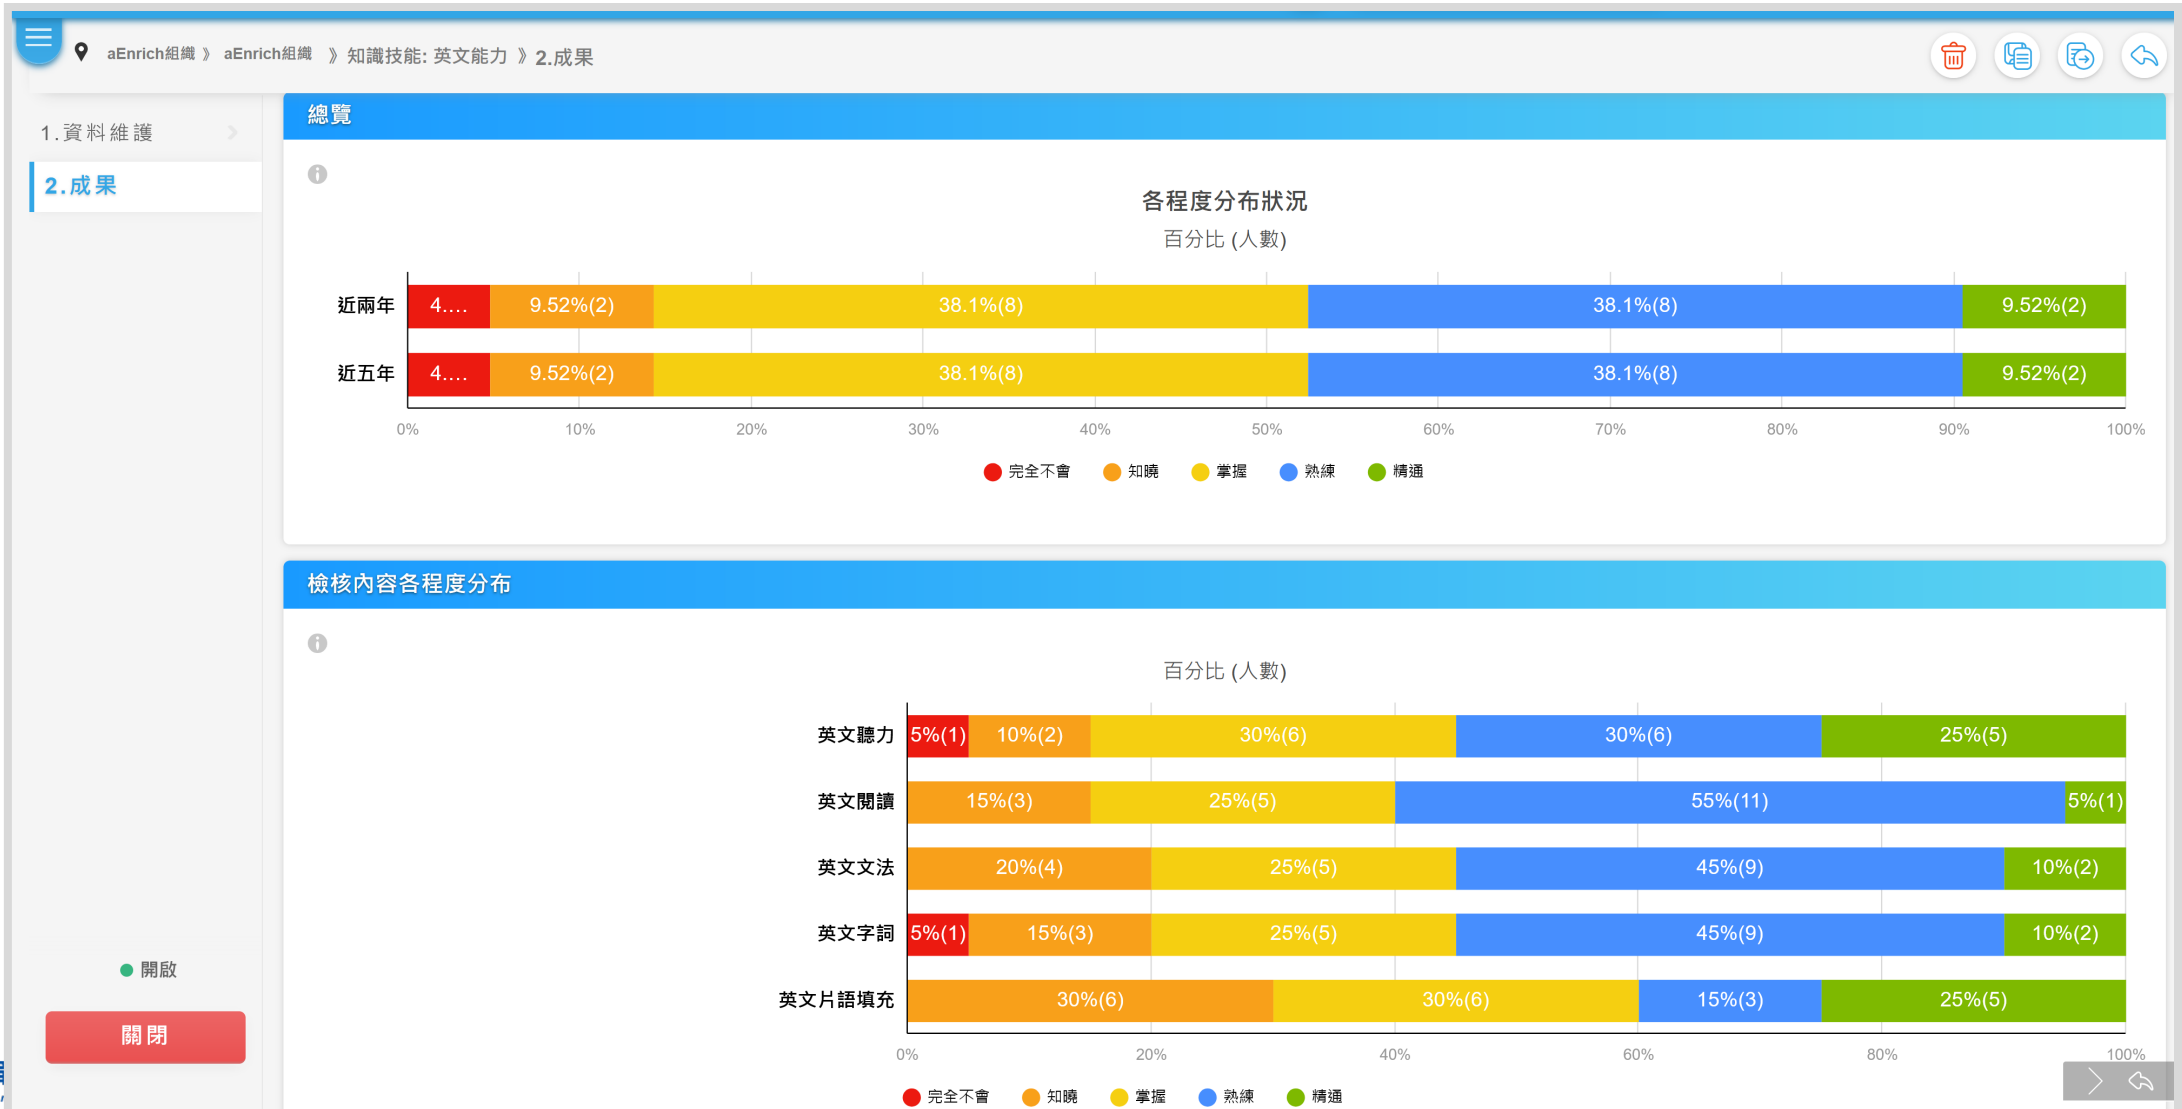 aEnrich組織 》 aEnrich組織 》知識技能: 英文能力 》2.成果
1.資料維護
2.成果
開啟
關閉
總覽
各程度分布狀況
百分比 (人數)
近兩年 4.... 9.52%(2) 38.1%(8) 38.1%(8) 9.52%(2)
近五年 4.... 9.52%(2) 38.1%(8) 38.1%(8) 9.52%(2)
0% 10% 20% 30% 40% 50% 60% 70% 80% 90% 100%
完全不會 知曉 掌握 熟練 精通
檢核內容各程度分布
百分比 (人數)
英文聽力 5%(1) 10%(2) 30%(6) 30%(6) 25%(5)
英文閱讀 15%(3) 25%(5) 55%(11) 5%(1)
英文文法 20%(4) 25%(5) 45%(9) 10%(2)
英文字詞 5%(1) 15%(3) 25%(5) 45%(9) 10%(2)
英文片語填充 30%(6) 30%(6) 15%(3) 25%(5)
0% 20% 40% 60% 80% 100%
完全不會 知曉 掌握 熟練 精通